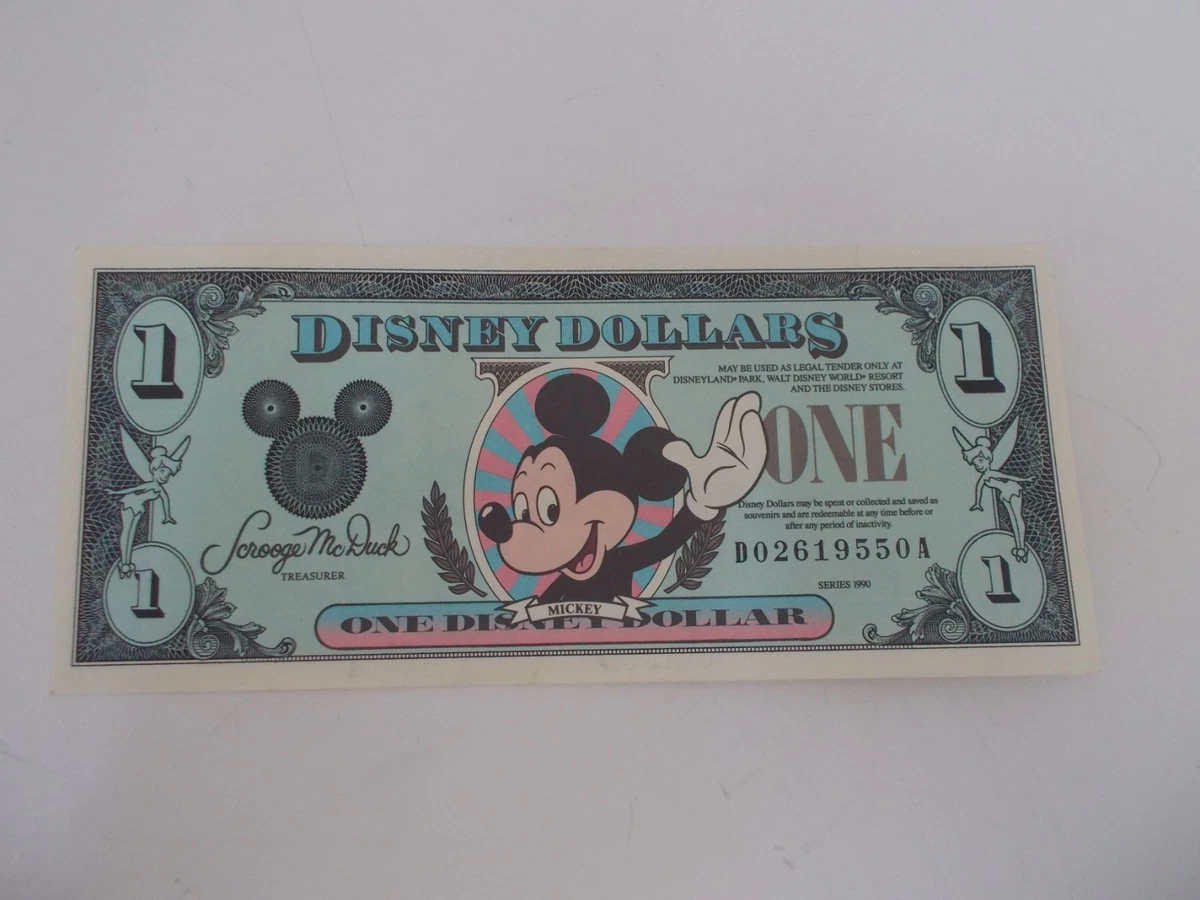 1
DISNEY DOLLARS
1
MAY BE USED AS LEGAL TENDER ONLY AT
DISNEYLAND® PARK, WALT DISNEY WORLD® RESORT
AND THE DISNEY STORES.
ONE
Disney Dollars may be spent or collected and saved as
souvenirs and are redeemable at any time before or
after any period of inactivity.
Scrooge McDuck
TREASURER
D02619550A
SERIES 1990
1
MICKEY
ONE DISNEY DOLLAR
1